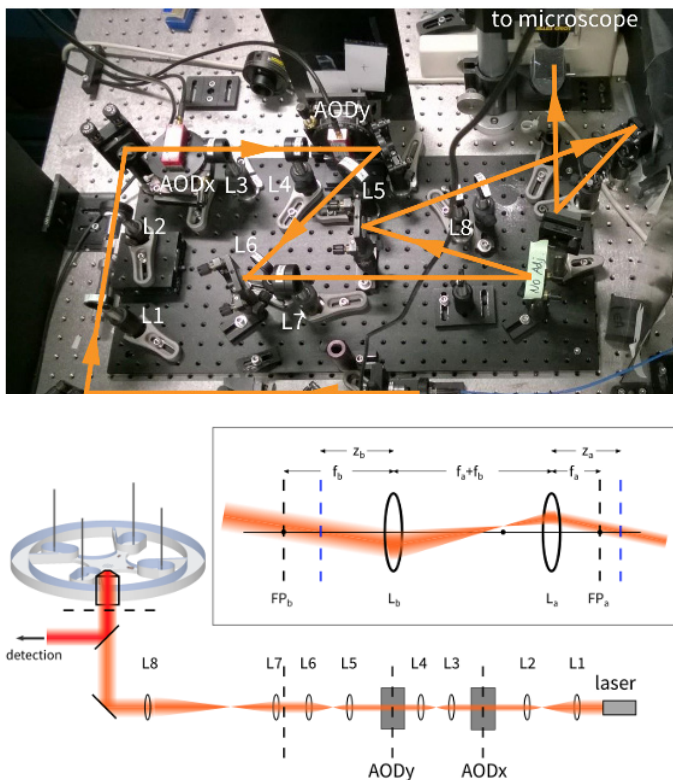 to microscope
AODy
AODx
L3
L4
L5
L2
L8
L6
No Adj
L1
L7
z_b
z_a
f_b
f_a+f_b
f_a
FP_b
L_b
L_a
FP_a
detection
L8
L7
L6
L5
L4
L3
L2
L1
laser
AODy
AODx